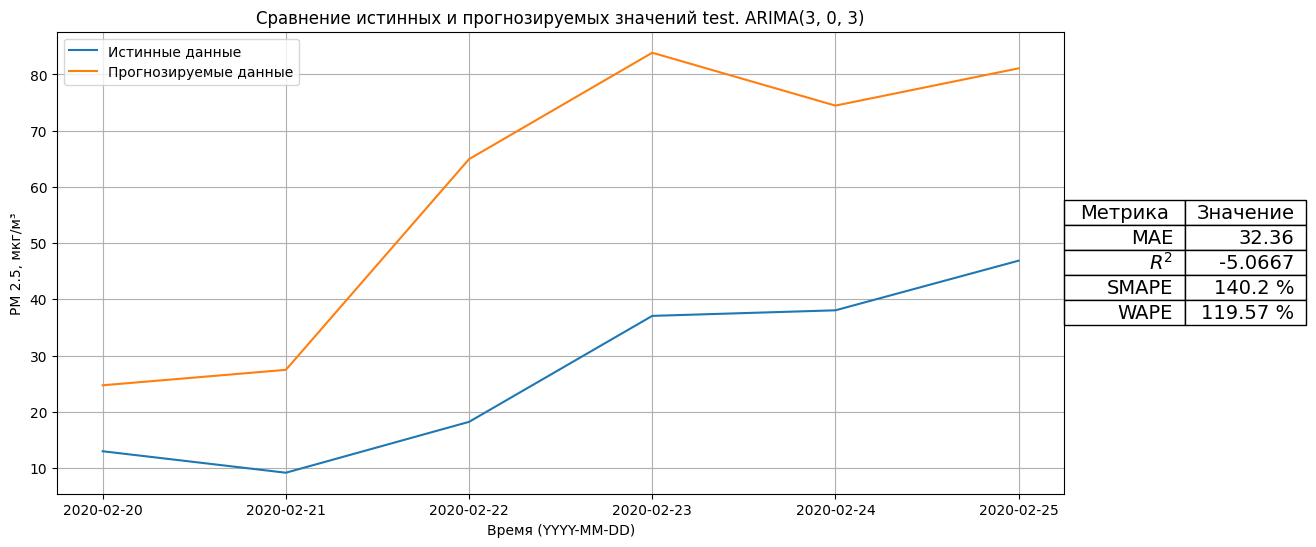 Сравнение истинных и прогнозируемых значений test. ARIMA(3, 0, 3)
Истинные данные
Прогнозируемые данные
PM 2.5, мкг/м³
80
70
60
50
40
30
20
10
2020-02-20 2020-02-21 2020-02-22 2020-02-23 2020-02-24 2020-02-25
Время (YYYY-MM-DD)
Метрика Значение
MAE 32.36
R² -5.0667
SMAPE 140.2 %
WAPE 119.57 %